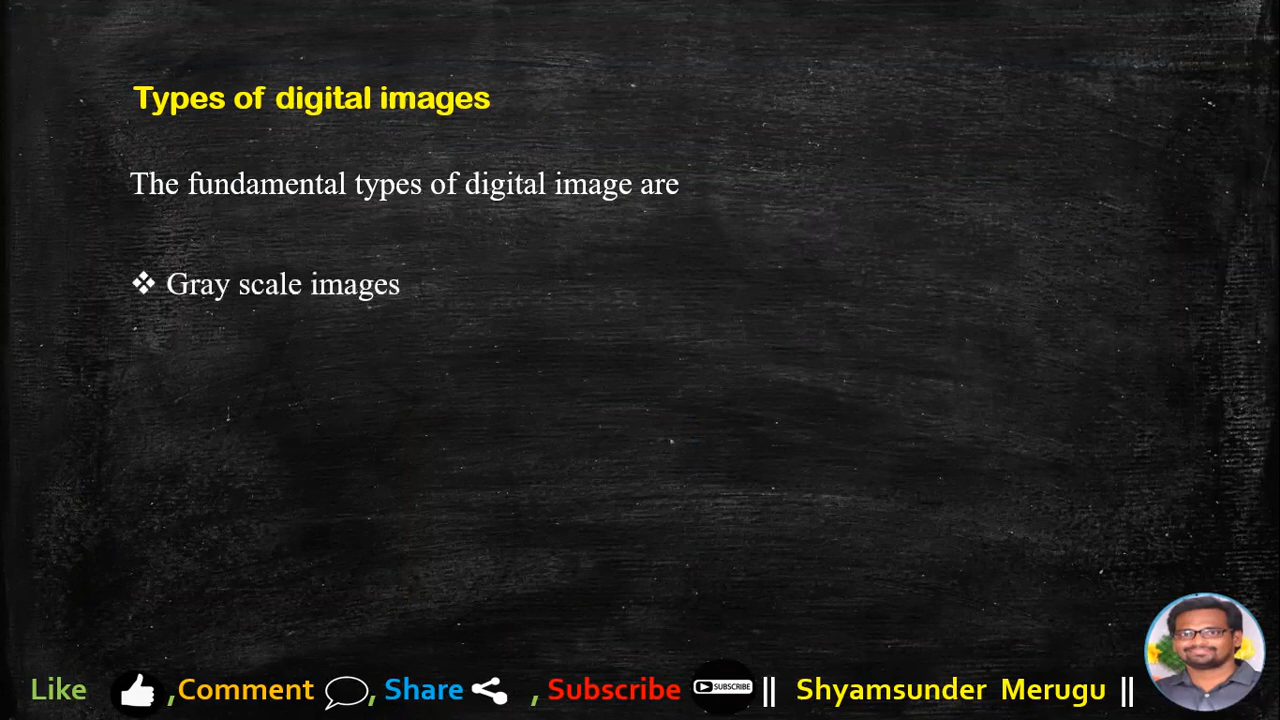 Types of digital images
The fundamental types of digital image are
❖ Gray scale images
Like , Comment , Share , Subscribe SUBSCRIBE || Shyamsunder Merugu ||